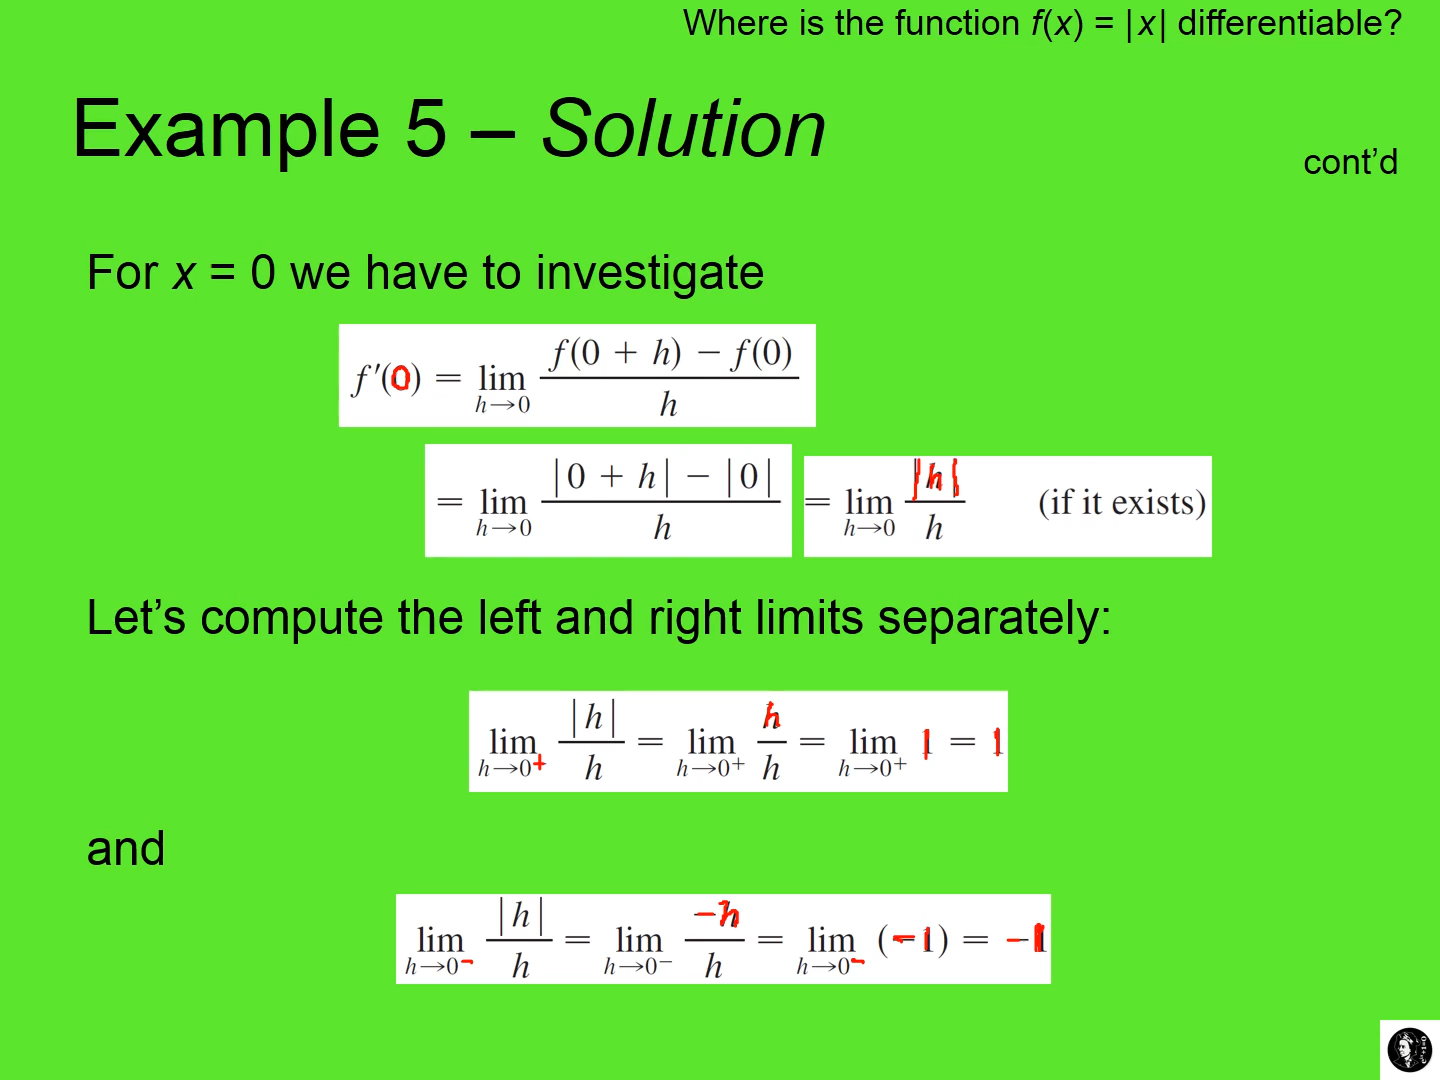 Where is the function f(x) = |x| differentiable?
Example 5 – Solution
cont’d
For x = 0 we have to investigate
f′(0) = lim h→0 f(0 + h) − f(0) / h
= lim h→0 |0 + h| − |0| / h = lim h→0 |h| / h (if it exists)
Let’s compute the left and right limits separately:
lim h→0+ |h| / h = lim h→0+ h / h = lim h→0+ 1 = 1
and
lim h→0− |h| / h = lim h→0− −h / h = lim h→0− (−1) = −1